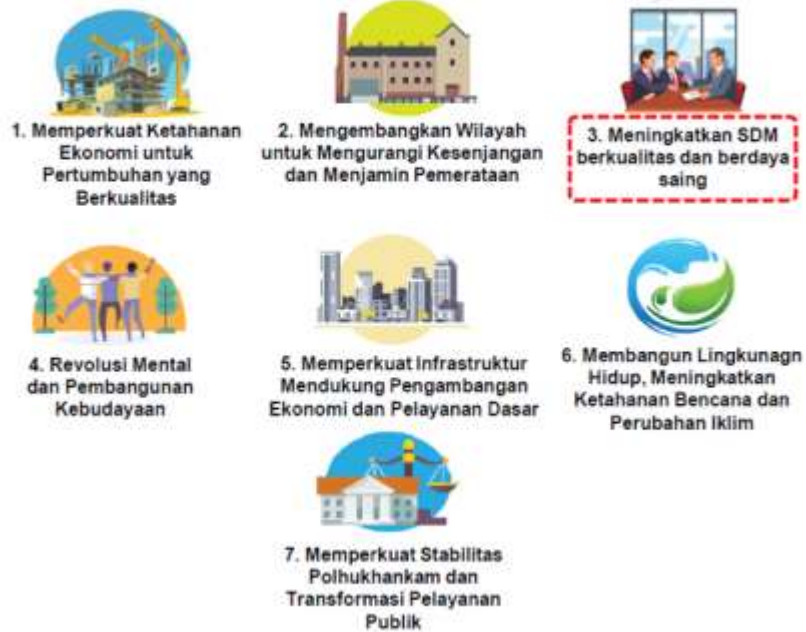 1. Memperkuat Ketahanan
Ekonomi untuk
Pertumbuhan yang
Berkualitas
2. Mengembangkan Wilayah
untuk Mengurangi Kesenjangan
dan Menjamin Pemerataan
3. Meningkatkan SDM
berkualitas dan berdaya
saing
4. Revolusi Mental
dan Pembangunan
Kebudayaan
5. Memperkuat Infrastruktur
Mendukung Pengambangan
Ekonomi dan Pelayanan Dasar
6. Membangun Lingkunagn
Hidup, Meningkatkan
Ketahanan Bencana dan
Perubahan Iklim
7. Memperkuat Stabilitas
Polhukhankam dan
Transformasi Pelayanan
Publik